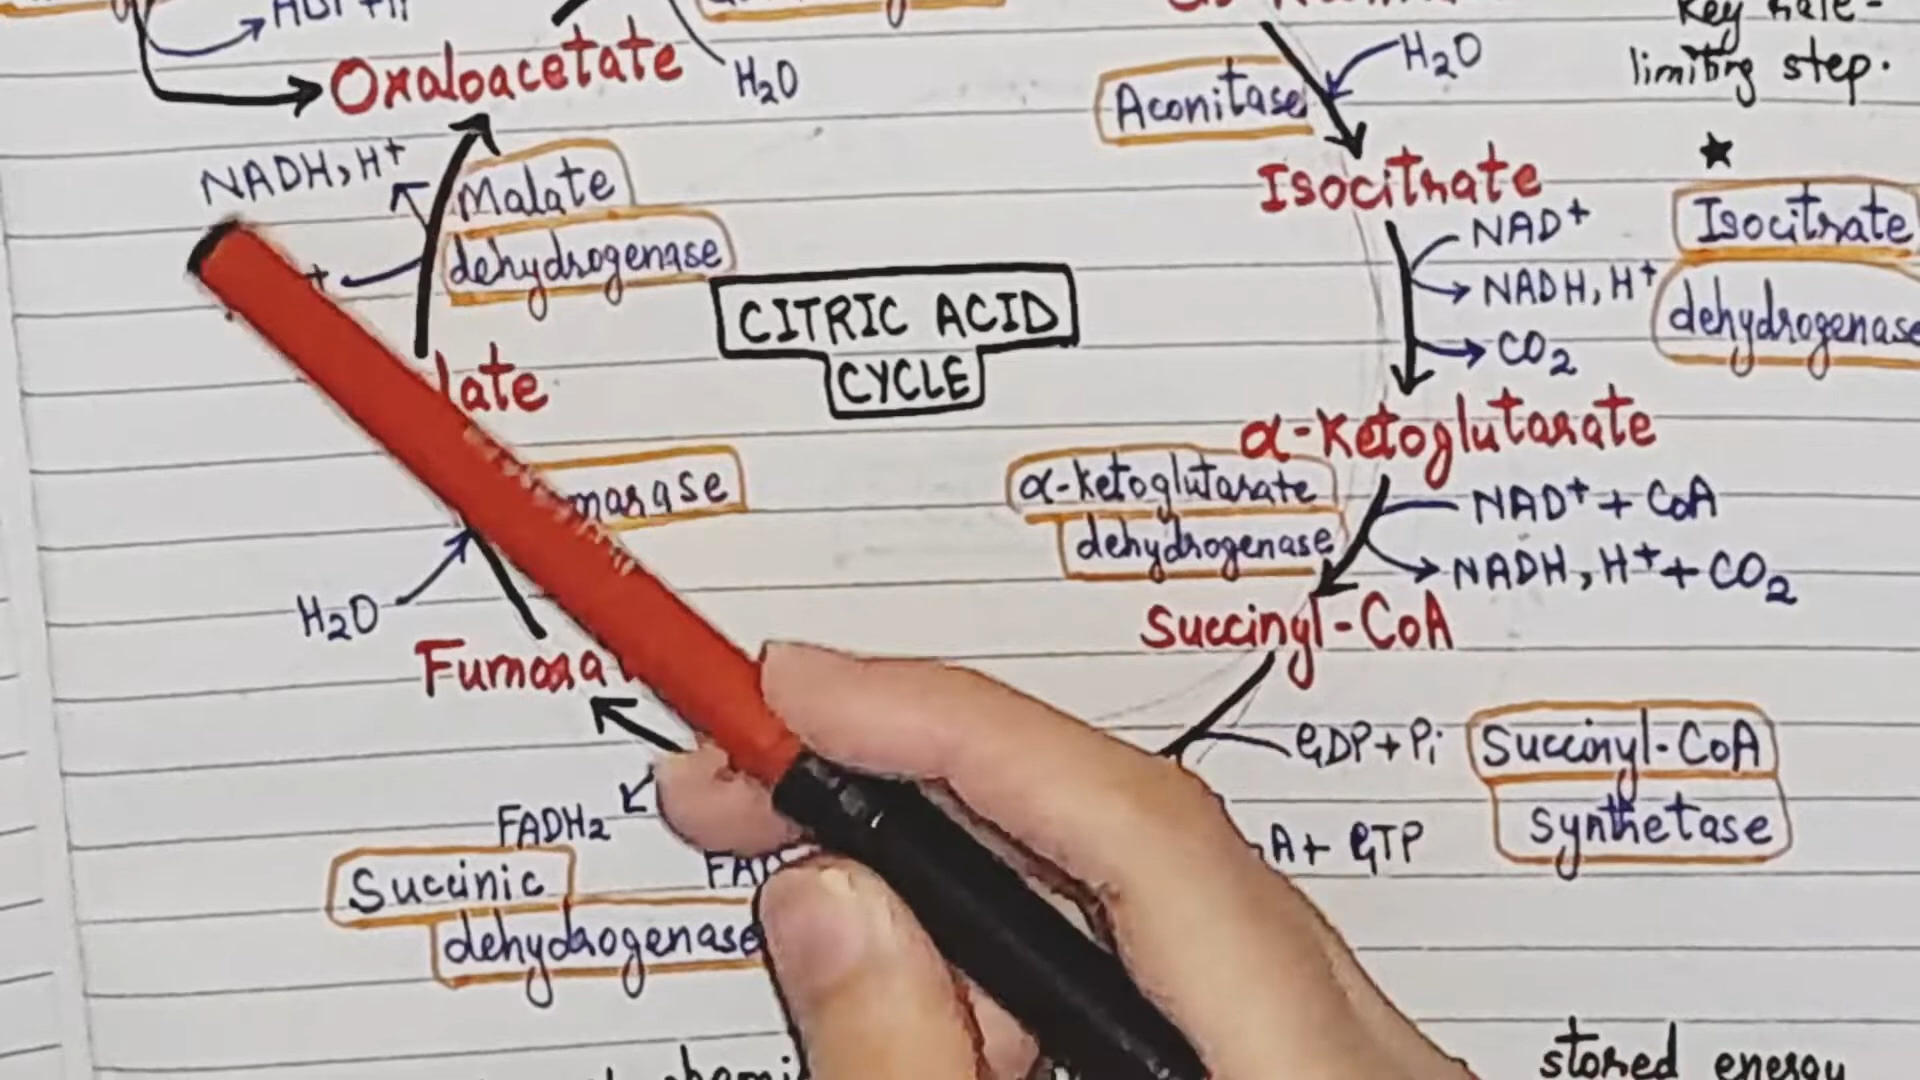 Key rate-
limiting step.
Oxaloacetate
H2O
H2O
Aconitase
NADH, H+
Malate
dehydrogenase
Isocitrate
★
NAD+
NADH, H+
CO2
Isocitrate
dehydrogenase
CITRIC ACID
CYCLE
α-Ketoglutarate
α-ketoglutarate
dehydrogenase
NAD+ + CoA
NADH, H+ + CO2
H2O
Fumara
Succinyl-CoA
GDP+Pi
Succinyl-CoA
synthetase
A+ GTP
FADH2
Succinic
dehydrogenase
stored energy